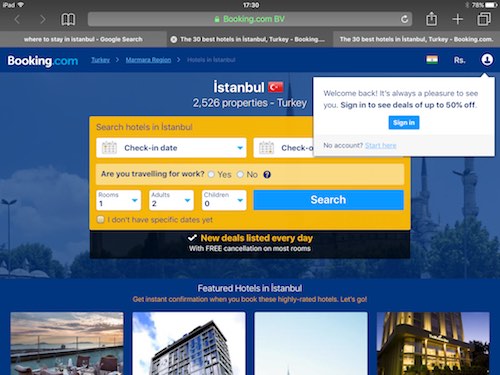 iPad
17:30
78%
Booking.com BV
where to stay in istanbul - Google Search
The 30 best hotels in İstanbul, Turkey - Booking....
The 30 best hotels in İstanbul, Turkey - Booking.com.
Booking.com
Turkey
Marmara Region
Hotels in İstanbul
Rs.
İstanbul
2,526 properties - Turkey
Welcome back! It's always a pleasure to see
you. Sign in to see deals of up to 50% off.
Sign in
No account? Start here
Search hotels in İstanbul
Check-in date
Check-o
Are you travelling for work? Yes No ?
Rooms Adults Children
1 2 0
Search
I don't have specific dates yet
New deals listed every day
With FREE cancellation on most rooms
Featured Hotels in İstanbul
Get instant confirmation when you book these highly-rated hotels. Let's go!